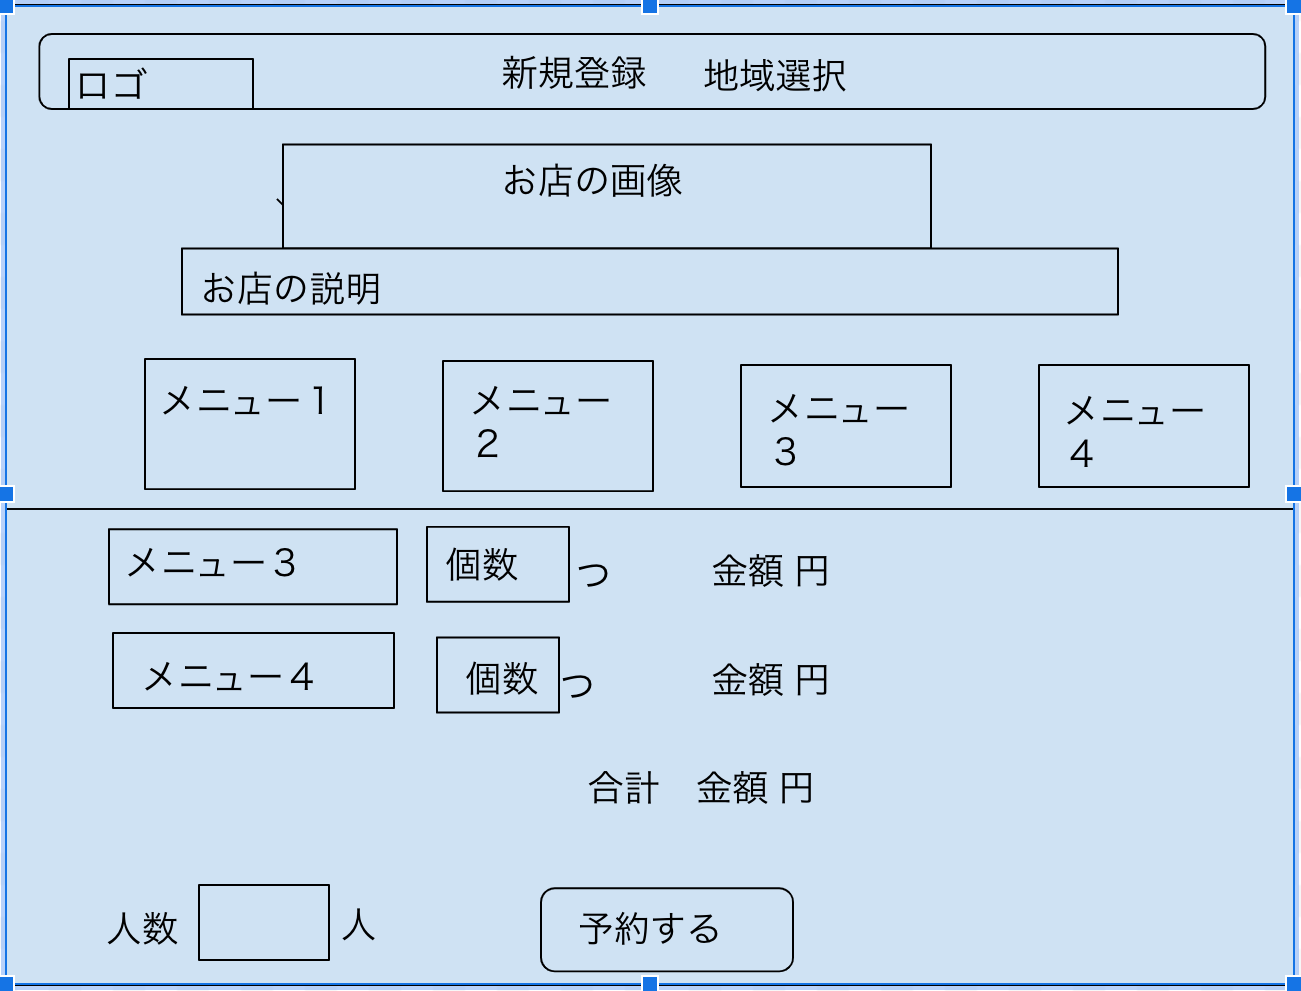 ロゴ
新規登録　地域選択
お店の画像
、
お店の説明
メニュー１
メニュー
２
メニュー
３
メニュー
４
メニュー３　個数 つ　金額 円
メニュー４　個数 つ　金額 円
合計　金額 円
人数　人
予約する